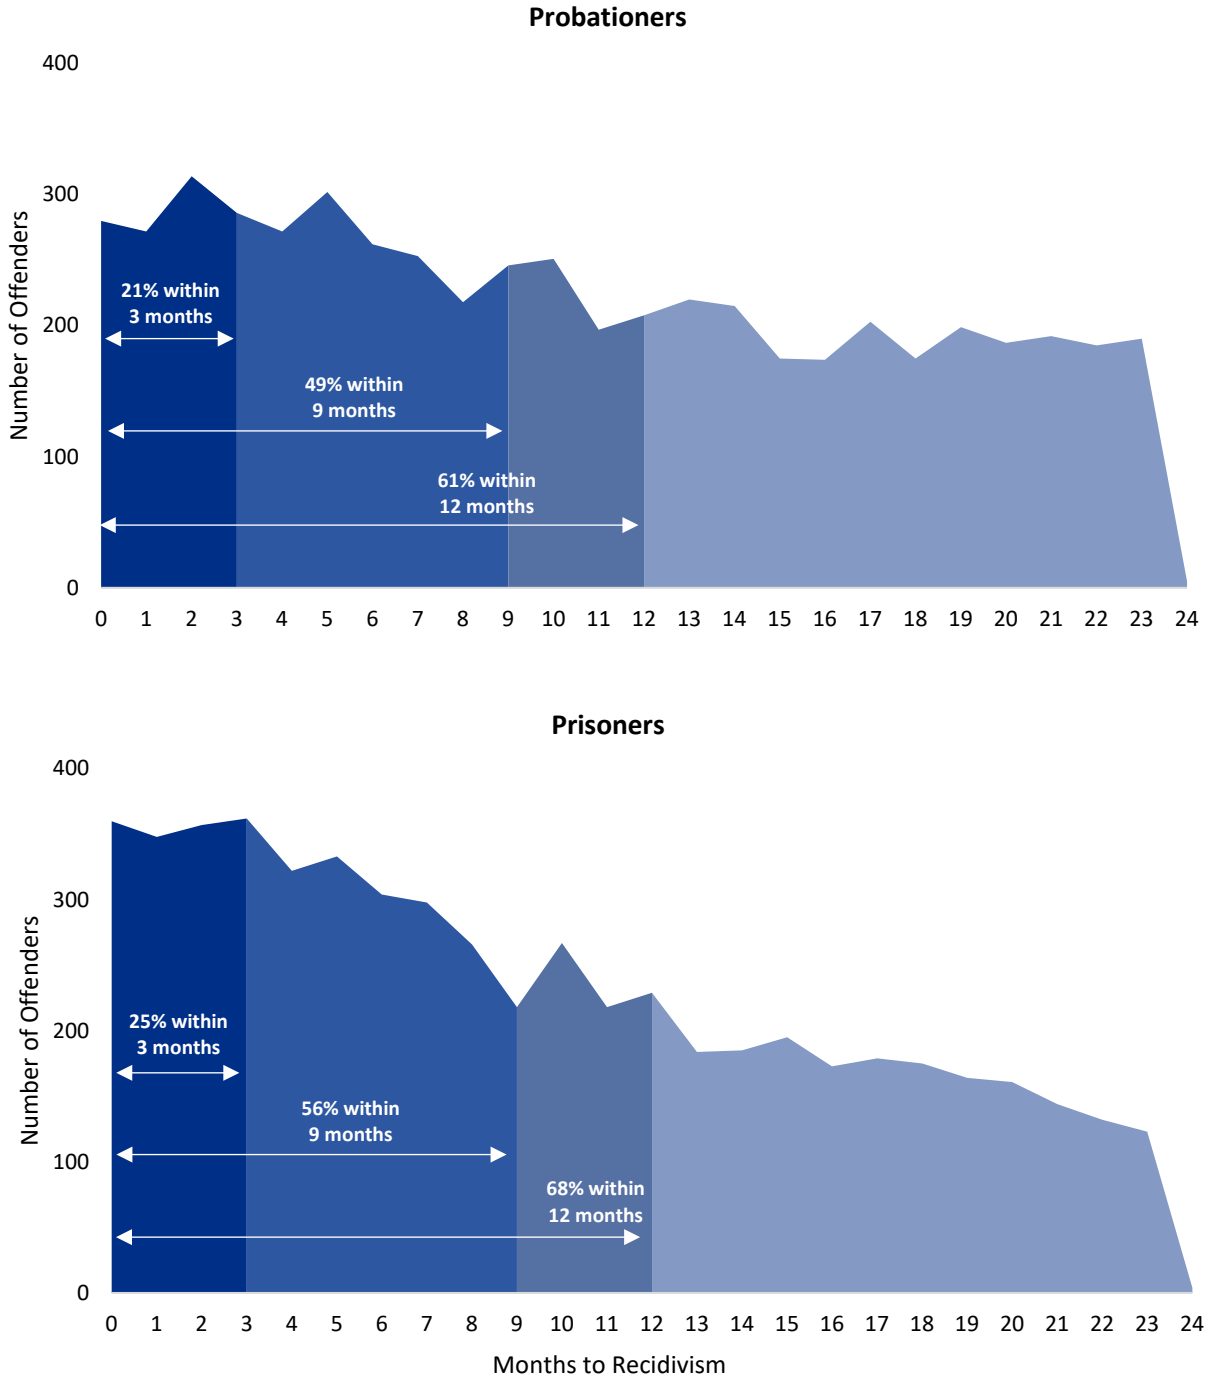 Probationers
400
300
200
100
0
Number of Offenders
21% within
3 months
49% within
9 months
61% within
12 months
0 1 2 3 4 5 6 7 8 9 10 11 12 13 14 15 16 17 18 19 20 21 22 23 24
Prisoners
400
300
200
100
0
Number of Offenders
25% within
3 months
56% within
9 months
68% within
12 months
0 1 2 3 4 5 6 7 8 9 10 11 12 13 14 15 16 17 18 19 20 21 22 23 24
Months to Recidivism